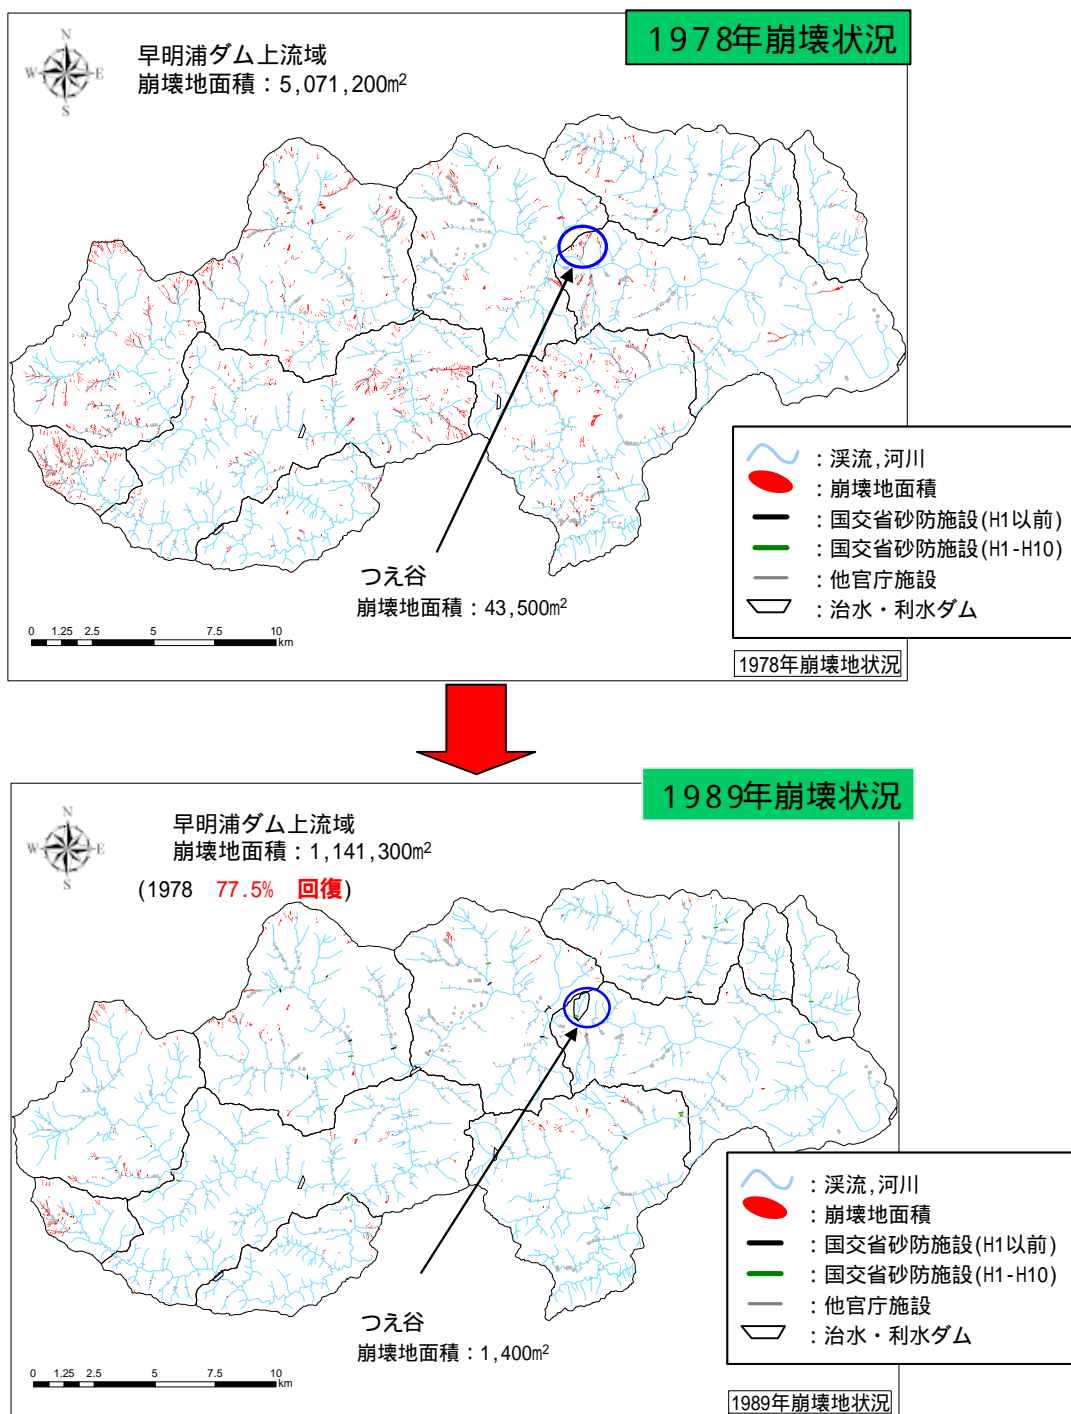 1978年崩壊状況
早明浦ダム上流域
崩壊地面積：5,071,200m²
N
W E
S
つえ谷
崩壊地面積：43,500m²
：渓流,河川
：崩壊地面積
：国交省砂防施設(H1以前)
：国交省砂防施設(H1-H10)
：他官庁施設
：治水・利水ダム
0 1.25 2.5 5 7.5 10
km
1978年崩壊地状況
1989年崩壊状況
早明浦ダム上流域
崩壊地面積：1,141,300m²
(1978 77.5% 回復)
N
W E
S
つえ谷
崩壊地面積：1,400m²
：渓流,河川
：崩壊地面積
：国交省砂防施設(H1以前)
：国交省砂防施設(H1-H10)
：他官庁施設
：治水・利水ダム
0 1.25 2.5 5 7.5 10
km
1989年崩壊地状況